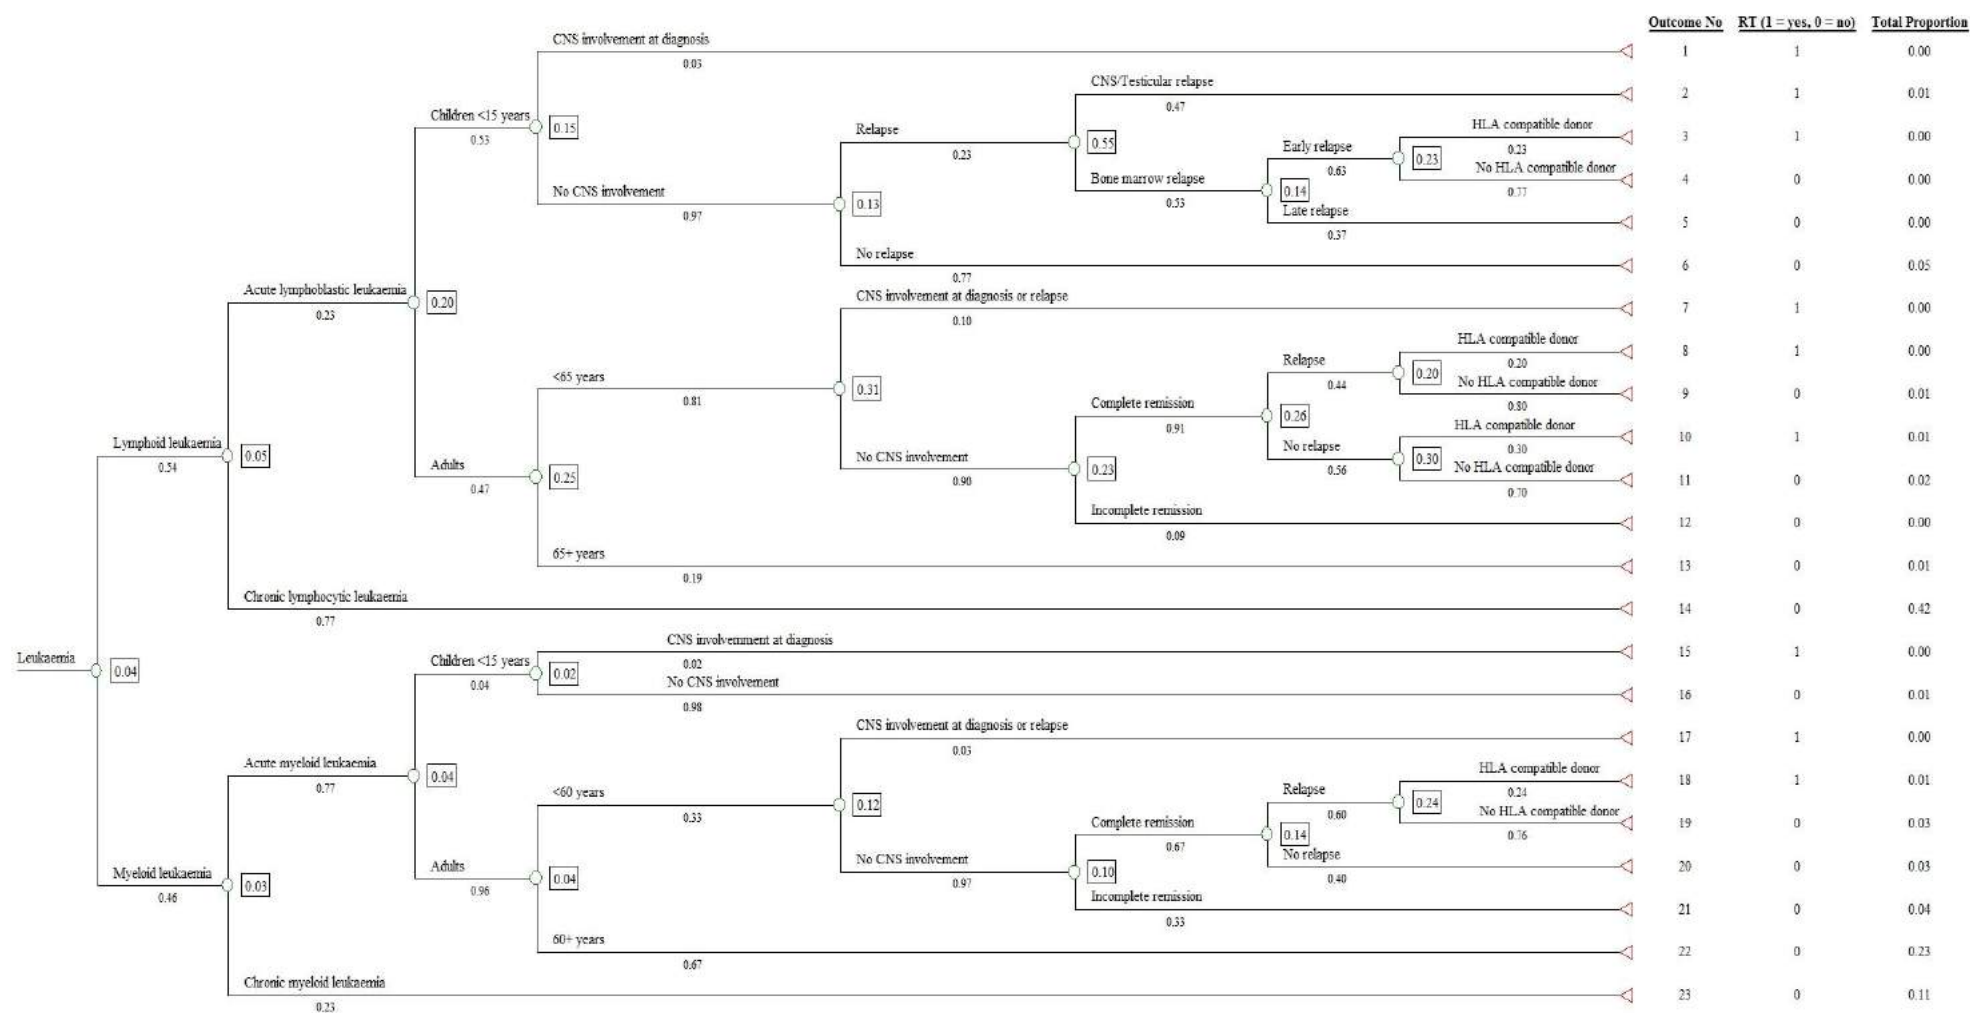 Outcome No RT (1 = yes, 0 = no) Total Proportion
CNS involvement at diagnosis
0.03
1 1 0.00
CNS/Testicular relapse
0.47
2 1 0.01
Children <15 years
0.53
0.15
Relapse
0.23
0.55
HLA compatible donor
0.23
3 1 0.00
Early relapse
0.63
0.23
No HLA compatible donor
0.77
4 0 0.00
Bone marrow relapse
0.53
0.14
No CNS involvement
0.97
0.13
Late relapse
0.37
5 0 0.00
No relapse
0.77
6 0 0.05
Acute lymphoblastic leukaemia
0.23
0.20
CNS involvement at diagnosis or relapse
0.10
7 1 0.00
HLA compatible donor
0.20
8 1 0.00
Relapse
0.44
0.20
<65 years
0.81
0.31
No HLA compatible donor
0.80
9 0 0.01
Complete remission
0.91
0.26
HLA compatible donor
0.30
10 1 0.01
Lymphoid leukaemia
0.54
0.05
No relapse
0.56
0.30
No CNS involvement
0.90
0.23
Adults
0.47
0.25
No HLA compatible donor
0.70
11 0 0.02
Incomplete remission
0.09
12 0 0.00
65+ years
0.19
13 0 0.01
Chronic lymphocytic leukaemia
0.77
14 0 0.42
Leukaemia
0.04
CNS involvemment at diagnosis
0.02
15 1 0.00
Children <15 years
0.04
0.02
No CNS involvement
0.98
16 0 0.01
CNS involvement at diagnosis or relapse
0.03
17 1 0.00
Acute myeloid leukaemia
0.77
0.04
HLA compatible donor
0.24
18 1 0.01
<60 years
0.33
0.12
Relapse
0.60
0.24
No HLA compatible donor
0.76
19 0 0.03
Complete remission
0.67
0.14
No relapse
0.40
20 0 0.03
No CNS involvement
0.97
0.10
Adults
0.96
0.04
Myeloid leukaemia
0.46
0.03
Incomplete remission
0.33
21 0 0.04
60+ years
0.67
22 0 0.23
Chronic myeloid leukaemia
0.23
23 0 0.11